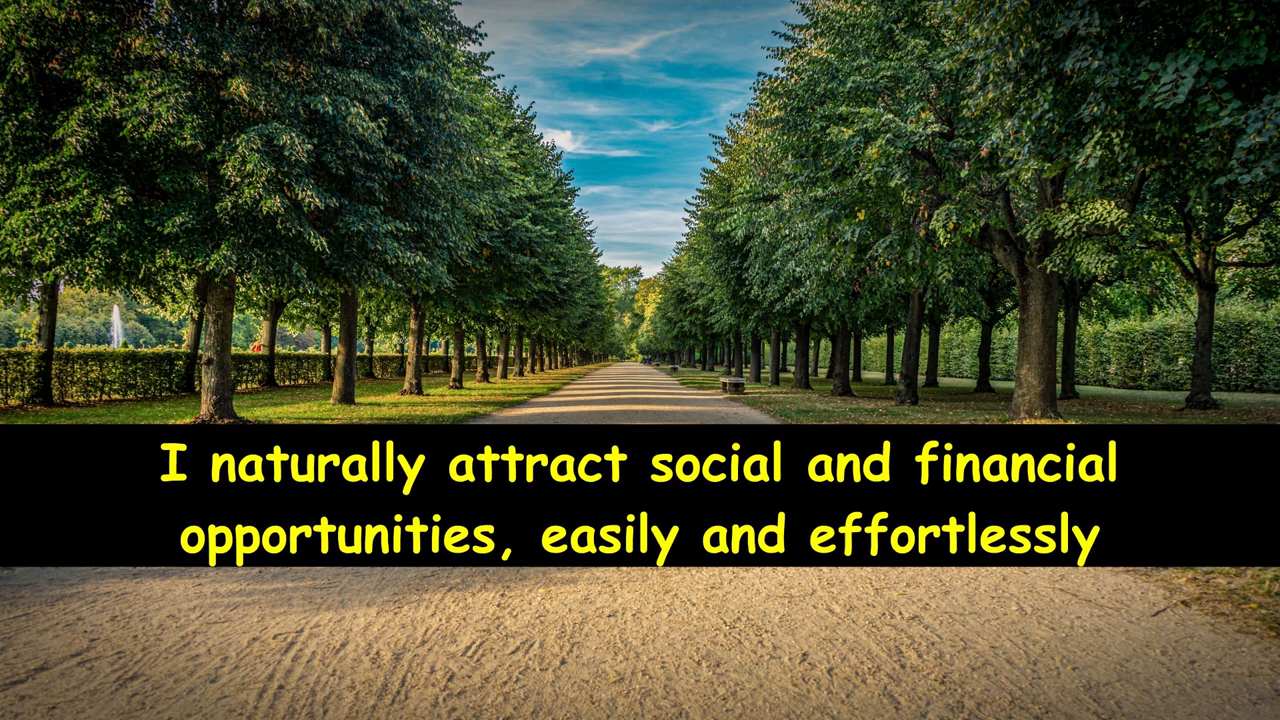 I naturally attract social and financial
opportunities, easily and effortlessly